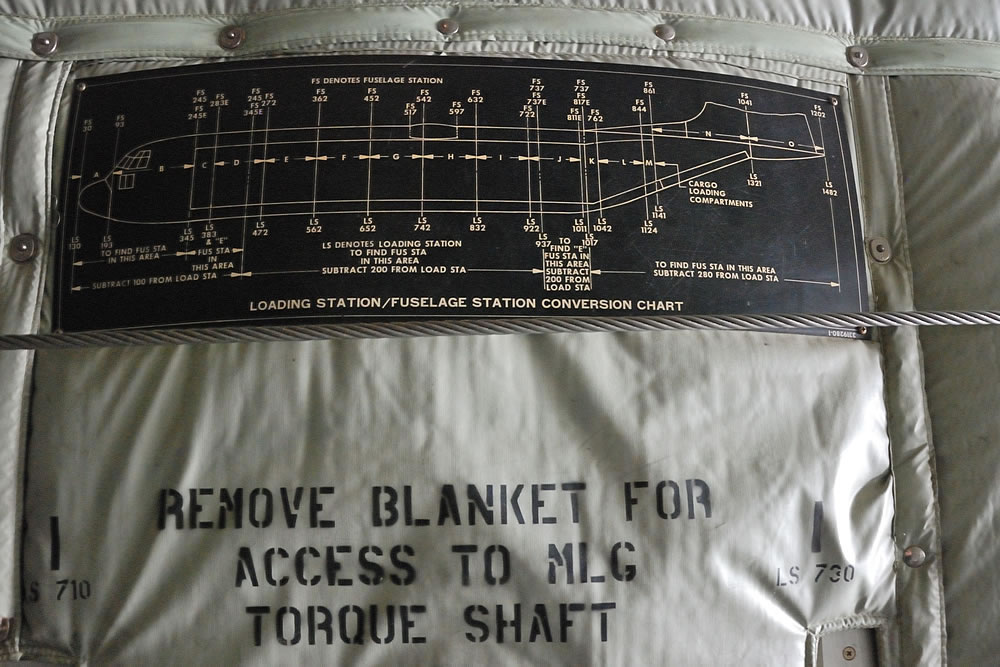 FS DENOTES FUSELAGE STATION
FS 30
FS 93
FS 245
FS 245E
FS 283E
FS 245
FS 345E
FS 272
FS 362
FS 452
FS 517
FS 542
FS 597
FS 632
FS 722
FS 737
FS 737E
FS 737
FS 817E
FS 811E
FS 762
FS 844
FS 861
FS 1041
FS 1202
A B C D E F G H I J K L M N O
CARGO
LOADING
COMPARTMENTS
LS 130
LS 193
LS 345
LS 383 & "E"
LS 472
LS 562
LS 652
LS 742
LS 832
LS 922
LS 937
LS 1011
LS 1017
LS 1042
LS 1124
LS 1141
LS 1321
LS 1482
TO FIND FUS STA
IN THIS AREA
FUS STA
IN
THIS AREA
SUBTRACT 100 FROM LOAD STA
LS DENOTES LOADING STATION
TO FIND FUS STA
IN THIS AREA
SUBTRACT 200 FROM LOAD STA
TO
FIND "E"
FUS STA
IN THIS
AREA
SUBTRACT
200 FROM
LOAD STA
TO FIND FUS STA IN THIS AREA
SUBTRACT 280 FROM LOAD STA
LOADING STATION/FUSELAGE STATION CONVERSION CHART
REMOVE BLANKET FOR
ACCESS TO MLG
TORQUE SHAFT
LS 710
LS 730